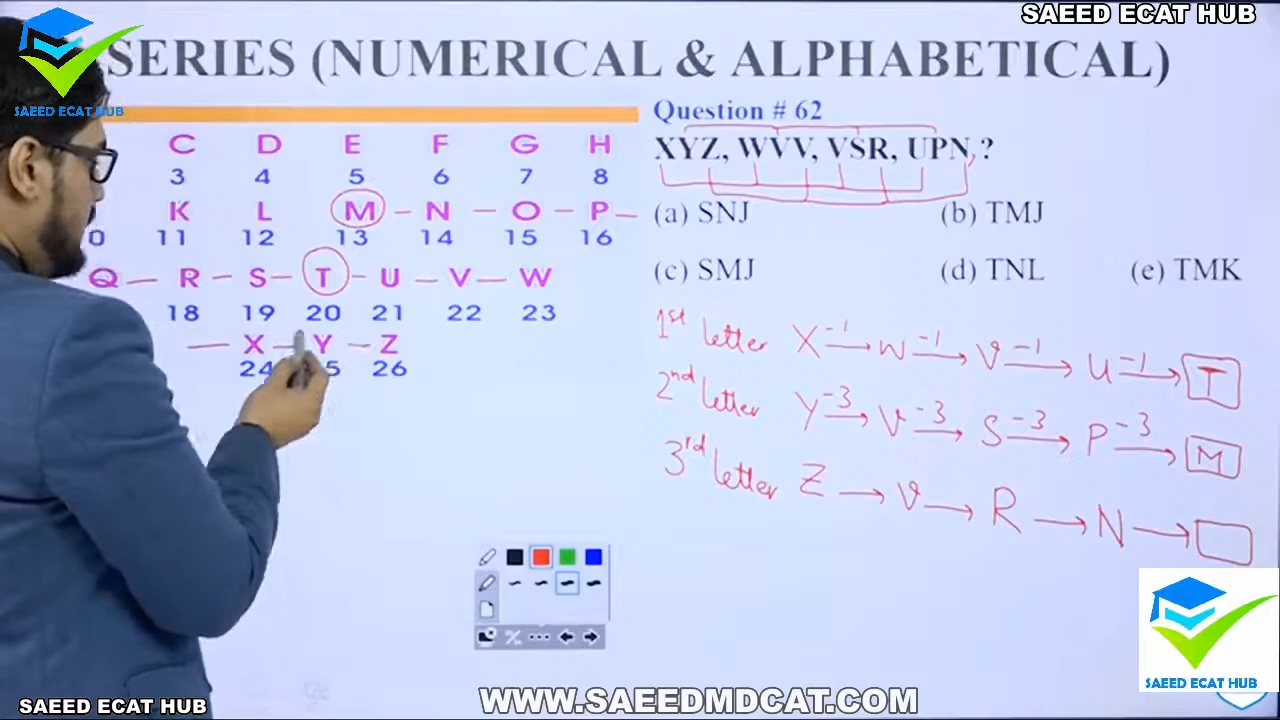 SAEED ECAT HUB
SERIES (NUMERICAL & ALPHABETICAL)
SAEED ECAT HUB
Question # 62
C D E F G H
3 4 5 6 7 8
XYZ, WVV, VSR, UPN, ?
K L M — N — O — P —
0 11 12 13 14 15 16
(a) SNJ (b) TMJ
Q — R — S — T — U — V — W
18 19 20 21 22 23
(c) SMJ (d) TNL (e) TMK
— X — Y — Z
24 5 26
1st letter X -1→ W -1→ V -1→ U -1→ T
2nd letter Y -3→ V -3→ S -3→ P -3→ M
3rd letter Z → V → R → N →
SAEED ECAT HUB
SAEED ECAT HUB
WWW.SAEEDMDCAT.COM